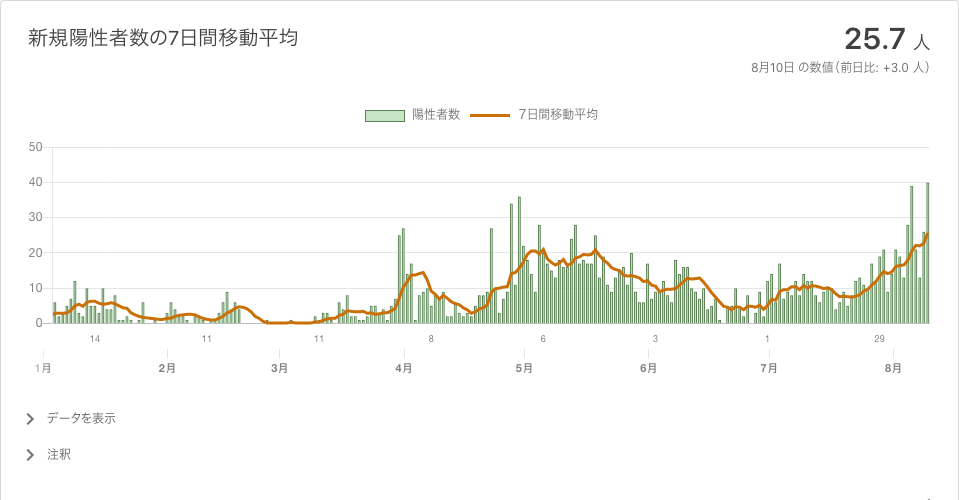 新規陽性者数の7日間移動平均
25.7 人
8月10日 の数値（前日比: +3.0 人）
陽性者数 7日間移動平均
50
40
30
20
10
0
14 11 11 8 6 3 1 29
1月 2月 3月 4月 5月 6月 7月 8月
データを表示
注釈